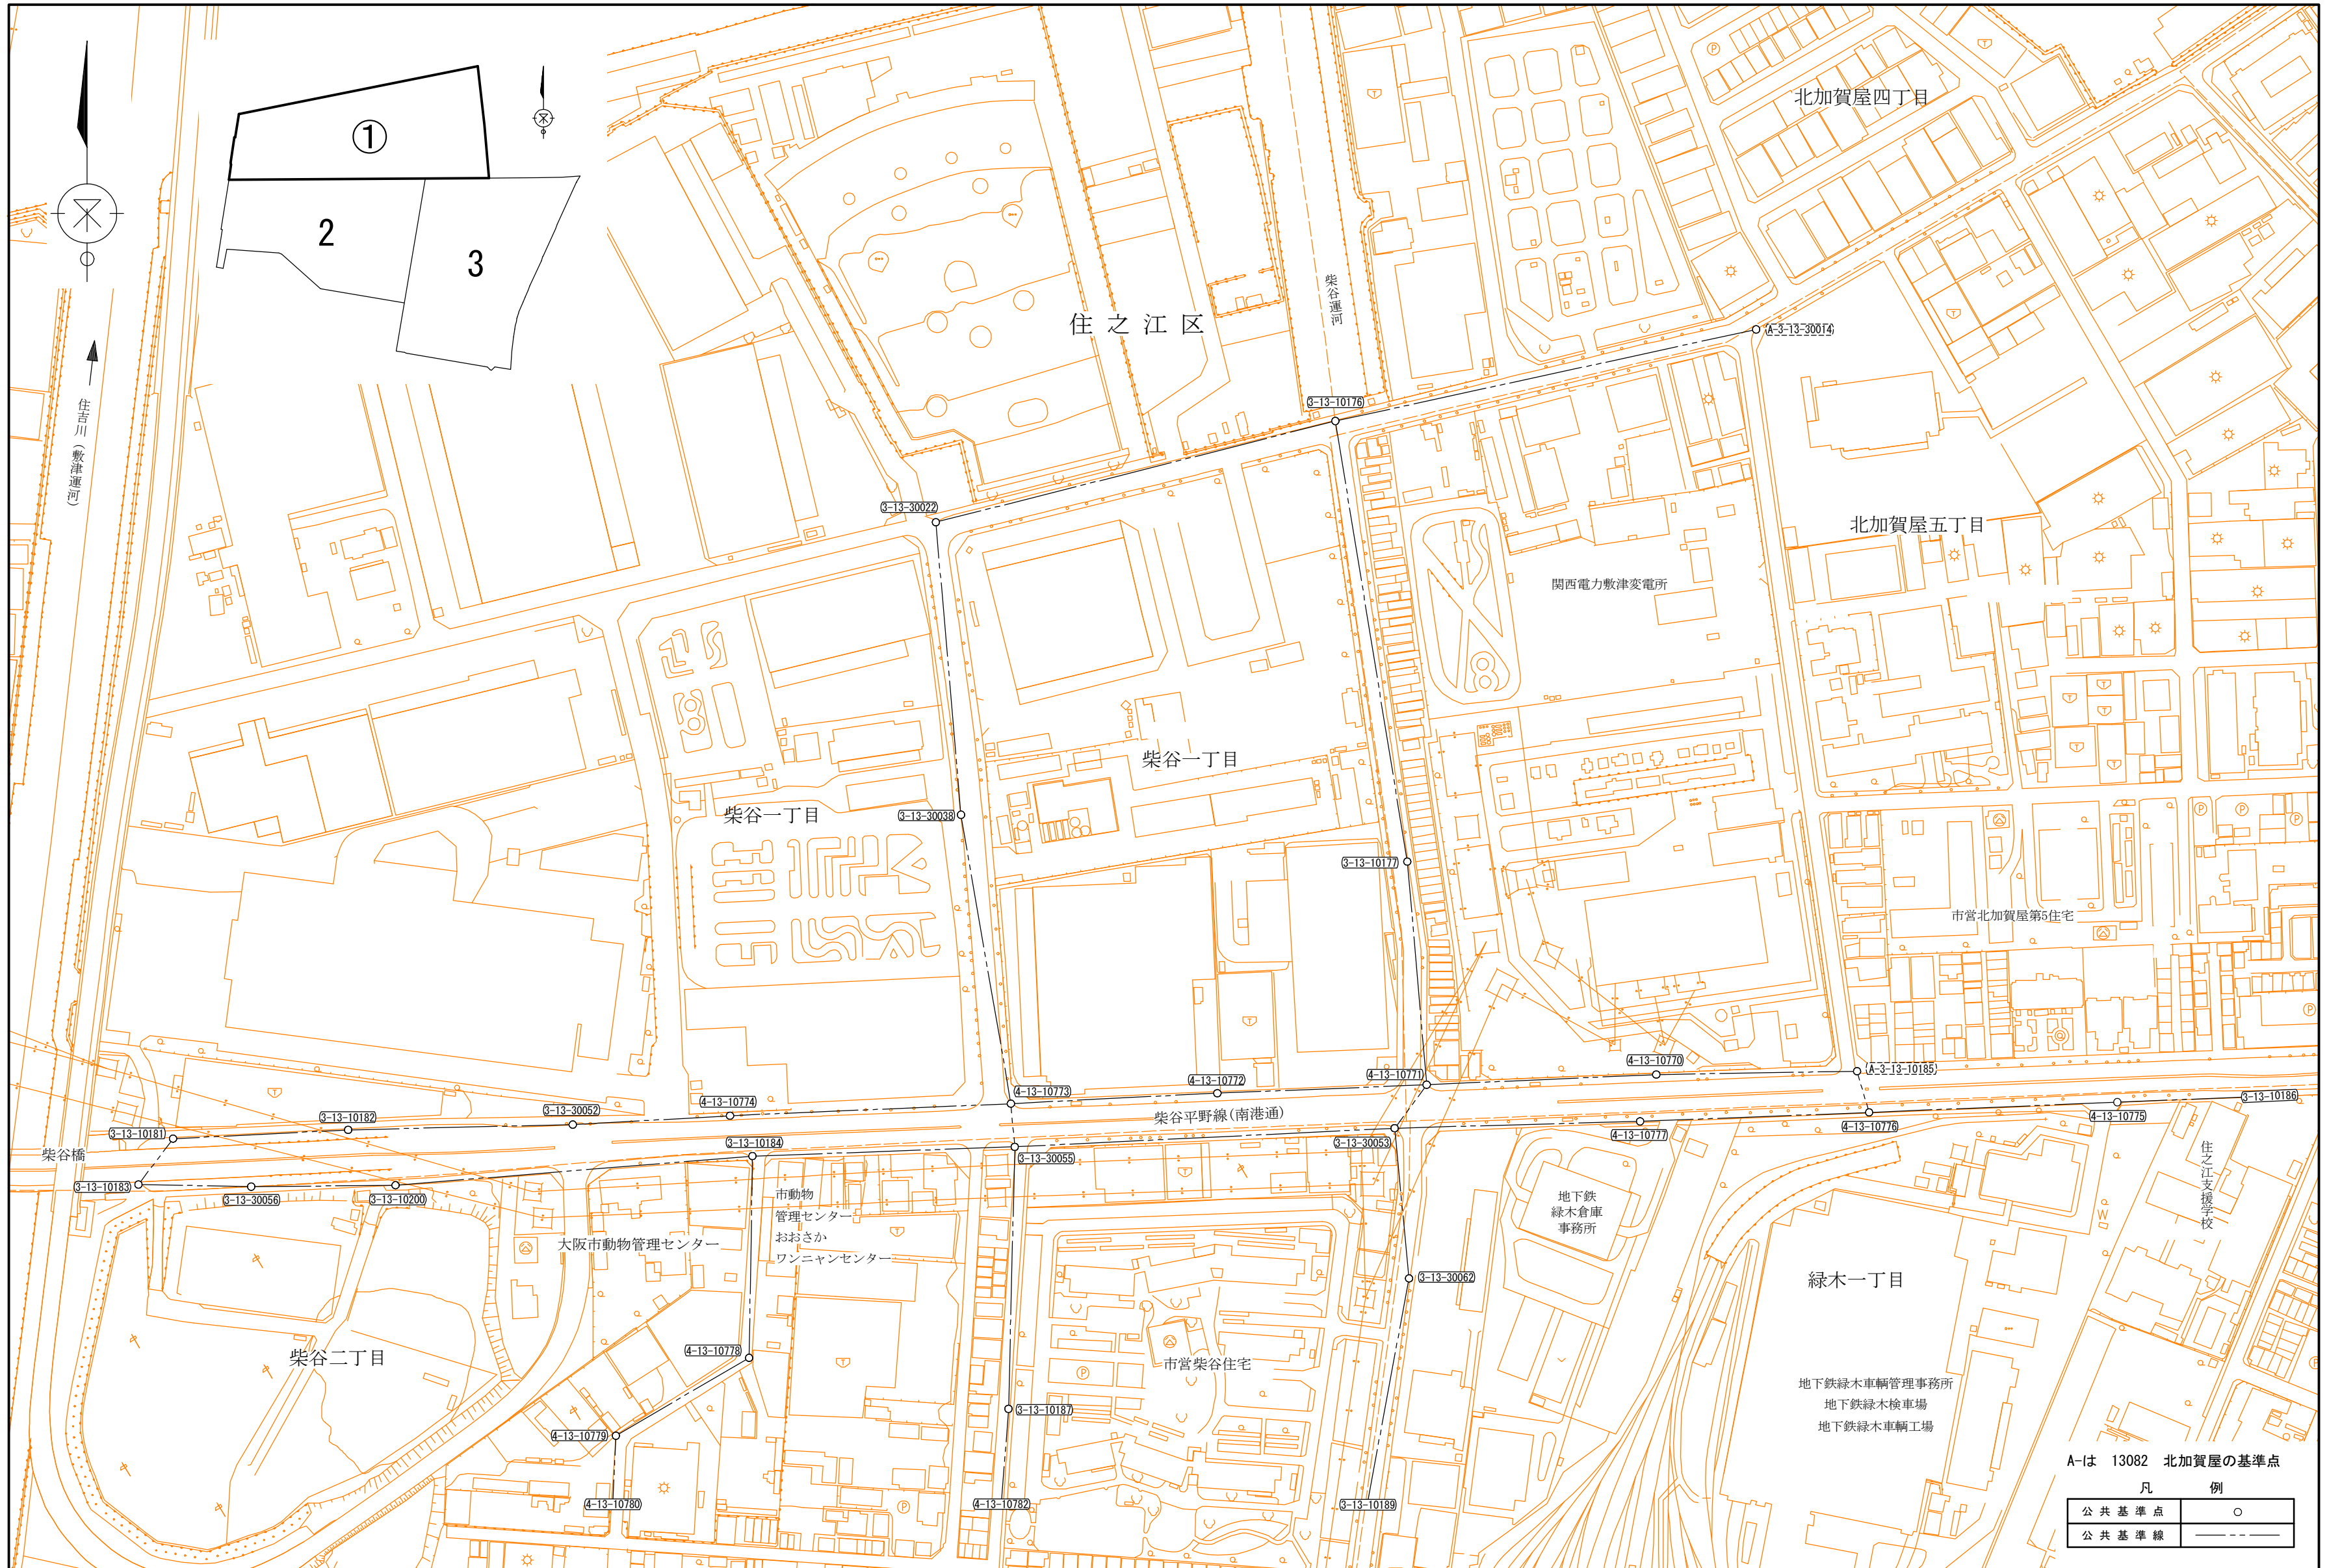 ①
2
3
北加賀屋四丁目
住之江区
柴谷運河
A-3-13-30014
住吉川(敷津運河)
3-13-10176
3-13-30022
北加賀屋五丁目
関西電力敷津変電所
柴谷一丁目
柴谷一丁目
3-13-30038
3-13-10177
市営北加賀屋第5住宅
4-13-10770
A-3-13-10185
4-13-10771
4-13-10772
4-13-10773
4-13-10774
3-13-30052
3-13-10182
3-13-10181
柴谷平野線(南港通)
3-13-10186
4-13-10775
4-13-10776
4-13-10777
3-13-30053
3-13-10184
3-13-30055
柴谷橋
3-13-10183
3-13-30056
3-13-10200
住之江支援学校
市動物
管理センター
おおさか
ワンニャンセンター
大阪市動物管理センター
地下鉄
緑木倉庫
事務所
3-13-30062
緑木一丁目
柴谷二丁目
4-13-10778
市営柴谷住宅
地下鉄緑木車輌管理事務所
地下鉄緑木検車場
地下鉄緑木車輌工場
3-13-10187
4-13-10779
4-13-10780
4-13-10782
3-13-10189
A-は 13082 北加賀屋の基準点
凡 例
公共基準点
公共基準線